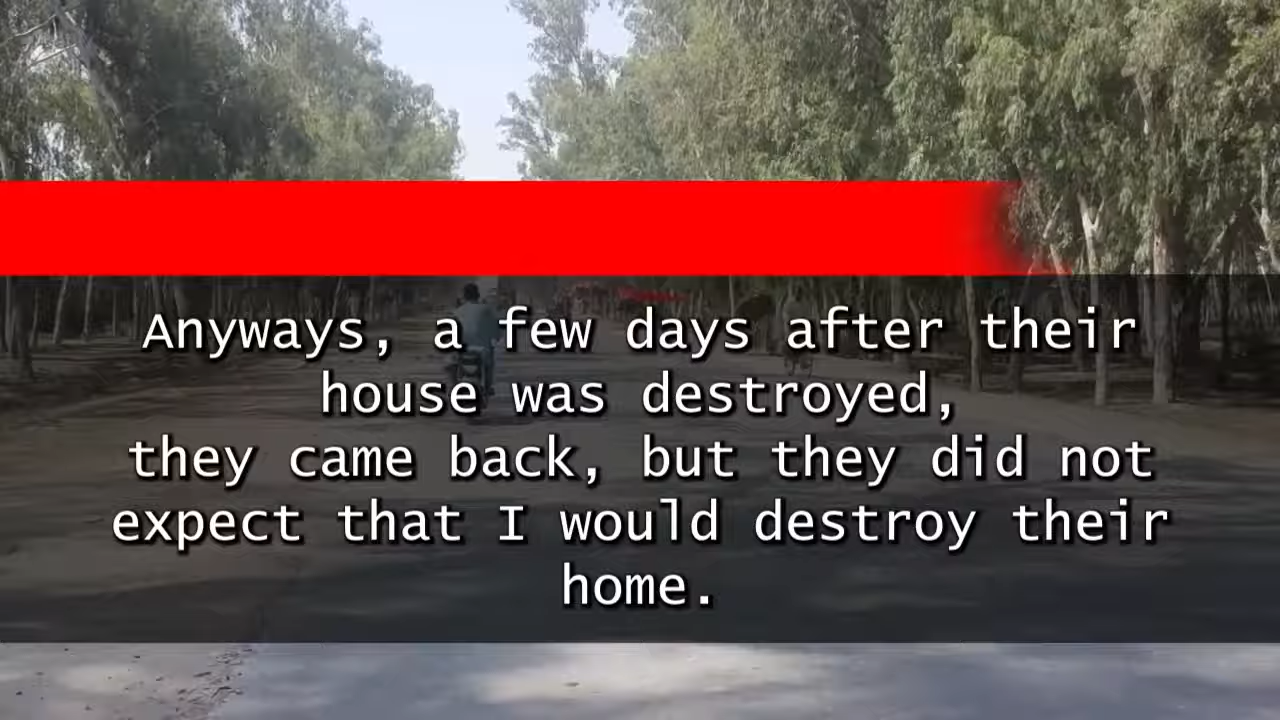 Anyways, a few days after their
house was destroyed,
they came back, but they did not
expect that I would destroy their
home.